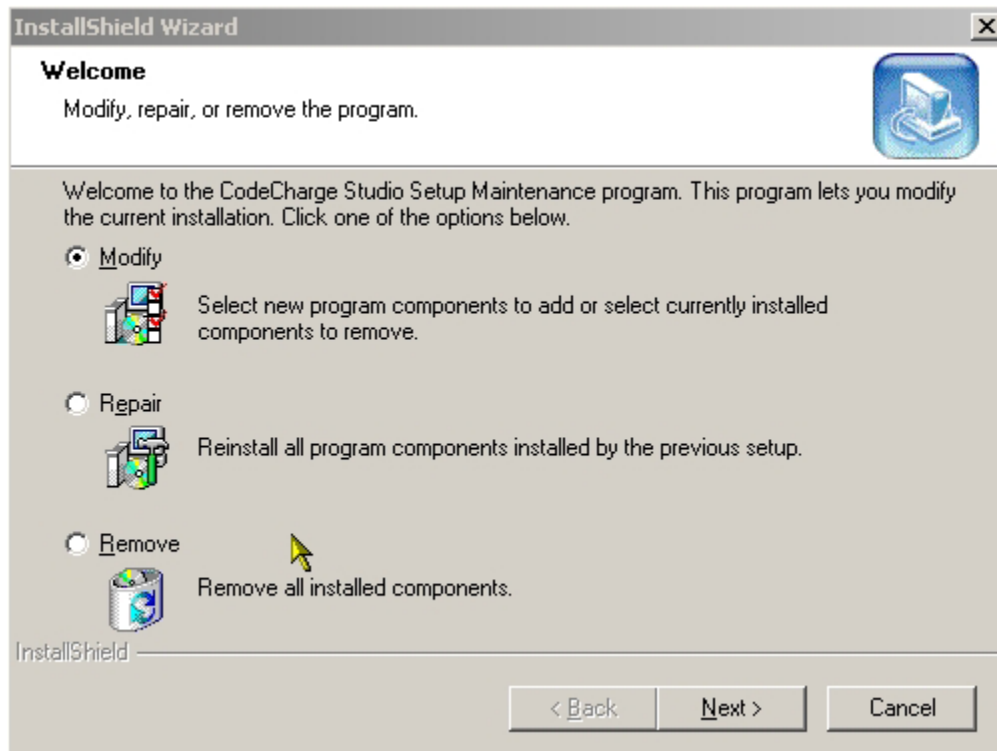 InstallShield Wizard
Welcome
Modify, repair, or remove the program.
Welcome to the CodeCharge Studio Setup Maintenance program. This program lets you modify
the current installation. Click one of the options below.
Modify
Select new program components to add or select currently installed
components to remove.
Repair
Reinstall all program components installed by the previous setup.
Remove
Remove all installed components.
InstallShield
< Back
Next >
Cancel